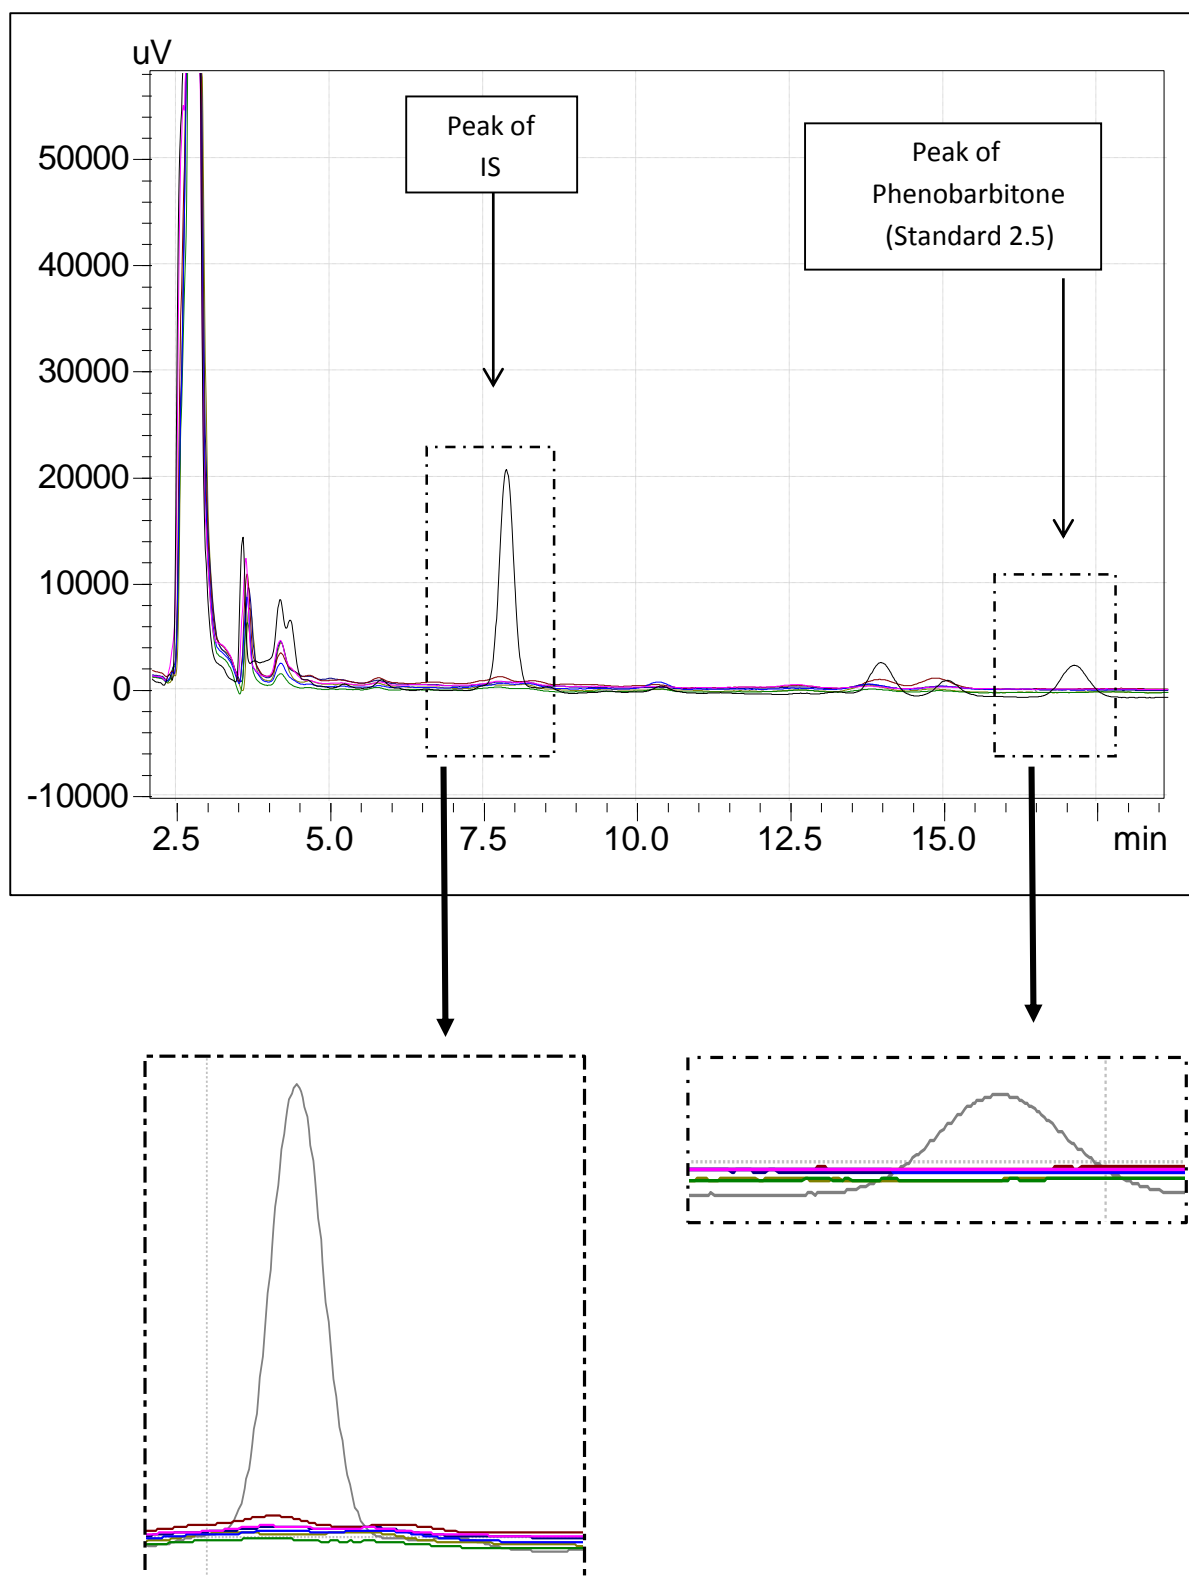 uV
Peak of
IS
Peak of
Phenobarbitone
(Standard 2.5)
50000
40000
30000
20000
10000
0
-10000
2.5 5.0 7.5 10.0 12.5 15.0 min